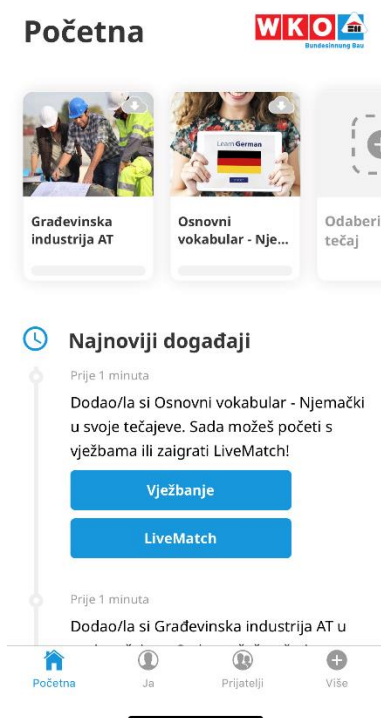 Početna
WKO
Bundesinnung Bau
Learn German
Građevinska
industrija AT
Osnovni
vokabular - Nje...
Odaberi
tečaj
Najnoviji događaji
Prije 1 minuta
Dodao/la si Osnovni vokabular - Njemački
u svoje tečajeve. Sada možeš početi s
vježbama ili zaigrati LiveMatch!
Vježbanje
LiveMatch
Prije 1 minuta
Dodao/la si Građevinska industrija AT u
Početna
Ja
Prijatelji
Više